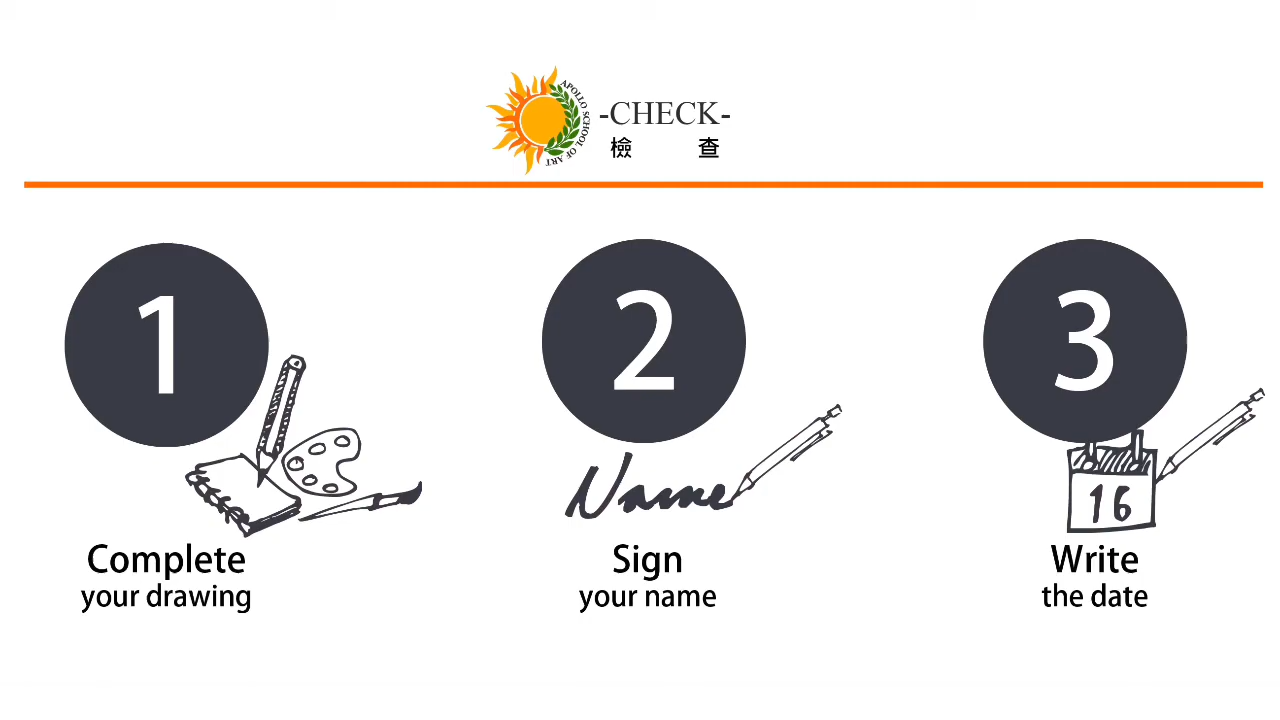 APOLLO SCHOOL OF ART
-CHECK-
檢 查
1
2
3
Name
16
Complete
your drawing
Sign
your name
Write
the date